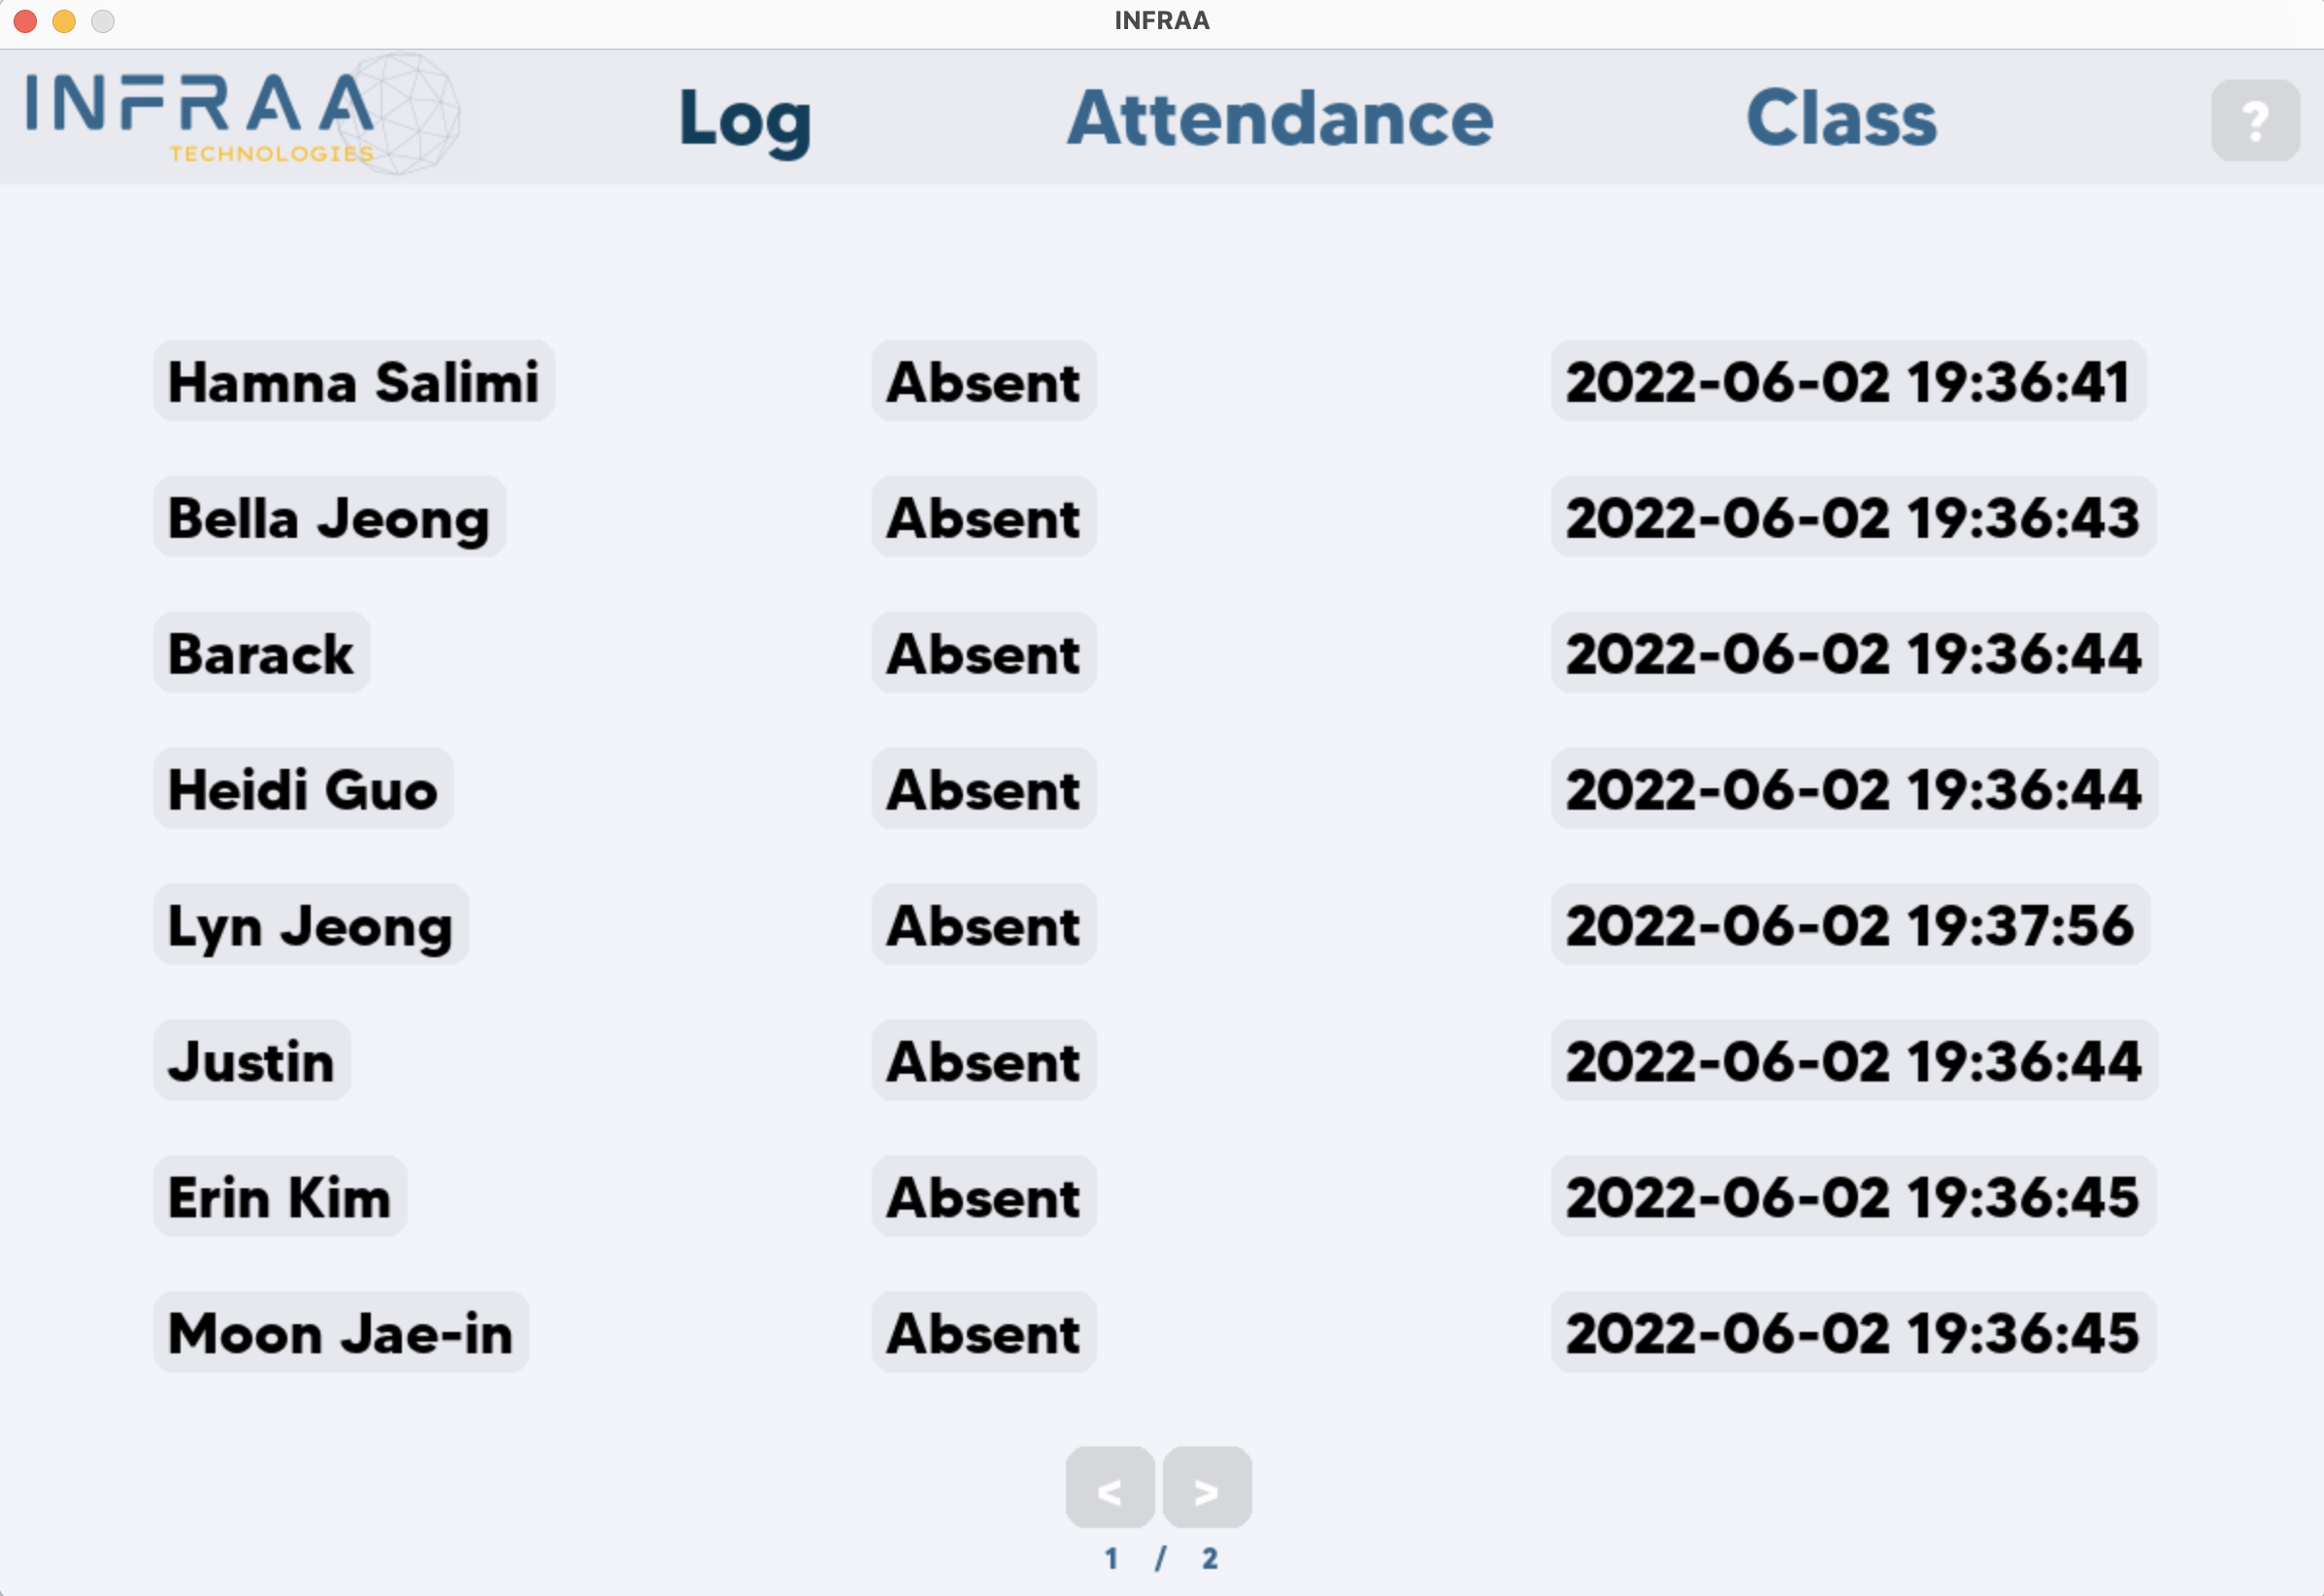 INFRAA
INFRAA
TECHNOLOGIES
Log Attendance Class ?
Hamna Salimi Absent 2022-06-02 19:36:41
Bella Jeong Absent 2022-06-02 19:36:43
Barack Absent 2022-06-02 19:36:44
Heidi Guo Absent 2022-06-02 19:36:44
Lyn Jeong Absent 2022-06-02 19:37:56
Justin Absent 2022-06-02 19:36:44
Erin Kim Absent 2022-06-02 19:36:45
Moon Jae-in Absent 2022-06-02 19:36:45
< >
1 / 2